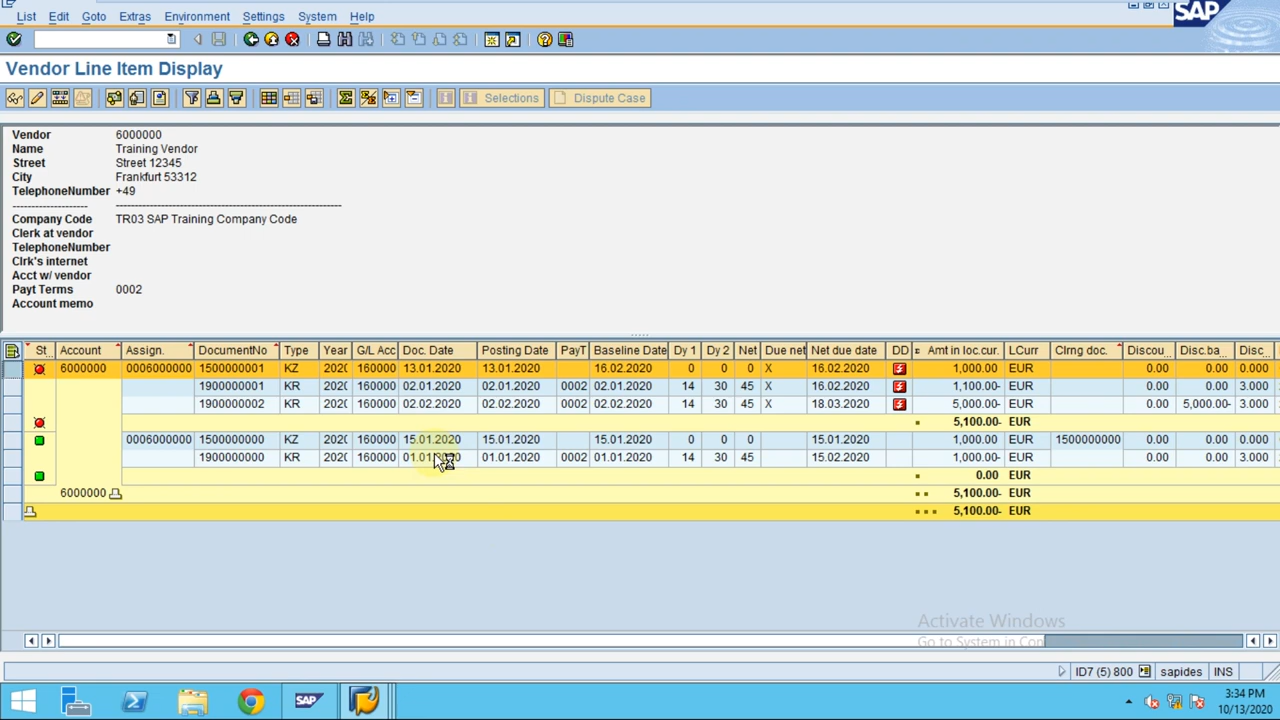 List Edit Goto Extras Environment Settings System Help
SAP
Vendor Line Item Display
Selections Dispute Case
Vendor 6000000
Name Training Vendor
Street Street 12345
City Frankfurt 53312
TelephoneNumber +49
-------------------- ---------------------------------------------------------
Company Code TR03 SAP Training Company Code
Clerk at vendor
TelephoneNumber
Clrk's internet
Acct w/ vendor
Payt Terms 0002
Account memo
St... Account Assign. DocumentNo Type Year G/L Acc Doc. Date Posting Date PayT Baseline Date Dy 1 Dy 2 Net Due net Net due date DD Amt in loc.cur. LCurr Clrng doc. Discou... Disc.ba... Disc...
6000000 0006000000 1500000001 KZ 2020 160000 13.01.2020 13.01.2020 16.02.2020 0 0 0 X 16.02.2020 1,000.00 EUR 0.00 0.00 0.000
1900000001 KR 2020 160000 02.01.2020 02.01.2020 0002 02.01.2020 14 30 45 X 16.02.2020 1,100.00- EUR 0.00 0.00 3.000
1900000002 KR 2020 160000 02.02.2020 02.02.2020 0002 02.02.2020 14 30 45 X 18.03.2020 5,000.00- EUR 0.00 5,000.00- 3.000
5,100.00- EUR
0006000000 1500000000 KZ 2020 160000 15.01.2020 15.01.2020 15.01.2020 0 0 0 15.01.2020 1,000.00 EUR 1500000000 0.00 0.00 0.000
1900000000 KR 2020 160000 01.01.2020 01.01.2020 0002 01.01.2020 14 30 45 15.02.2020 1,000.00- EUR 0.00 0.00 3.000
0.00 EUR
6000000 5,100.00- EUR
5,100.00- EUR
Activate Windows
Go to System in Con
ID7 (5) 800 sapides INS
SAP 3:34 PM
10/13/2020